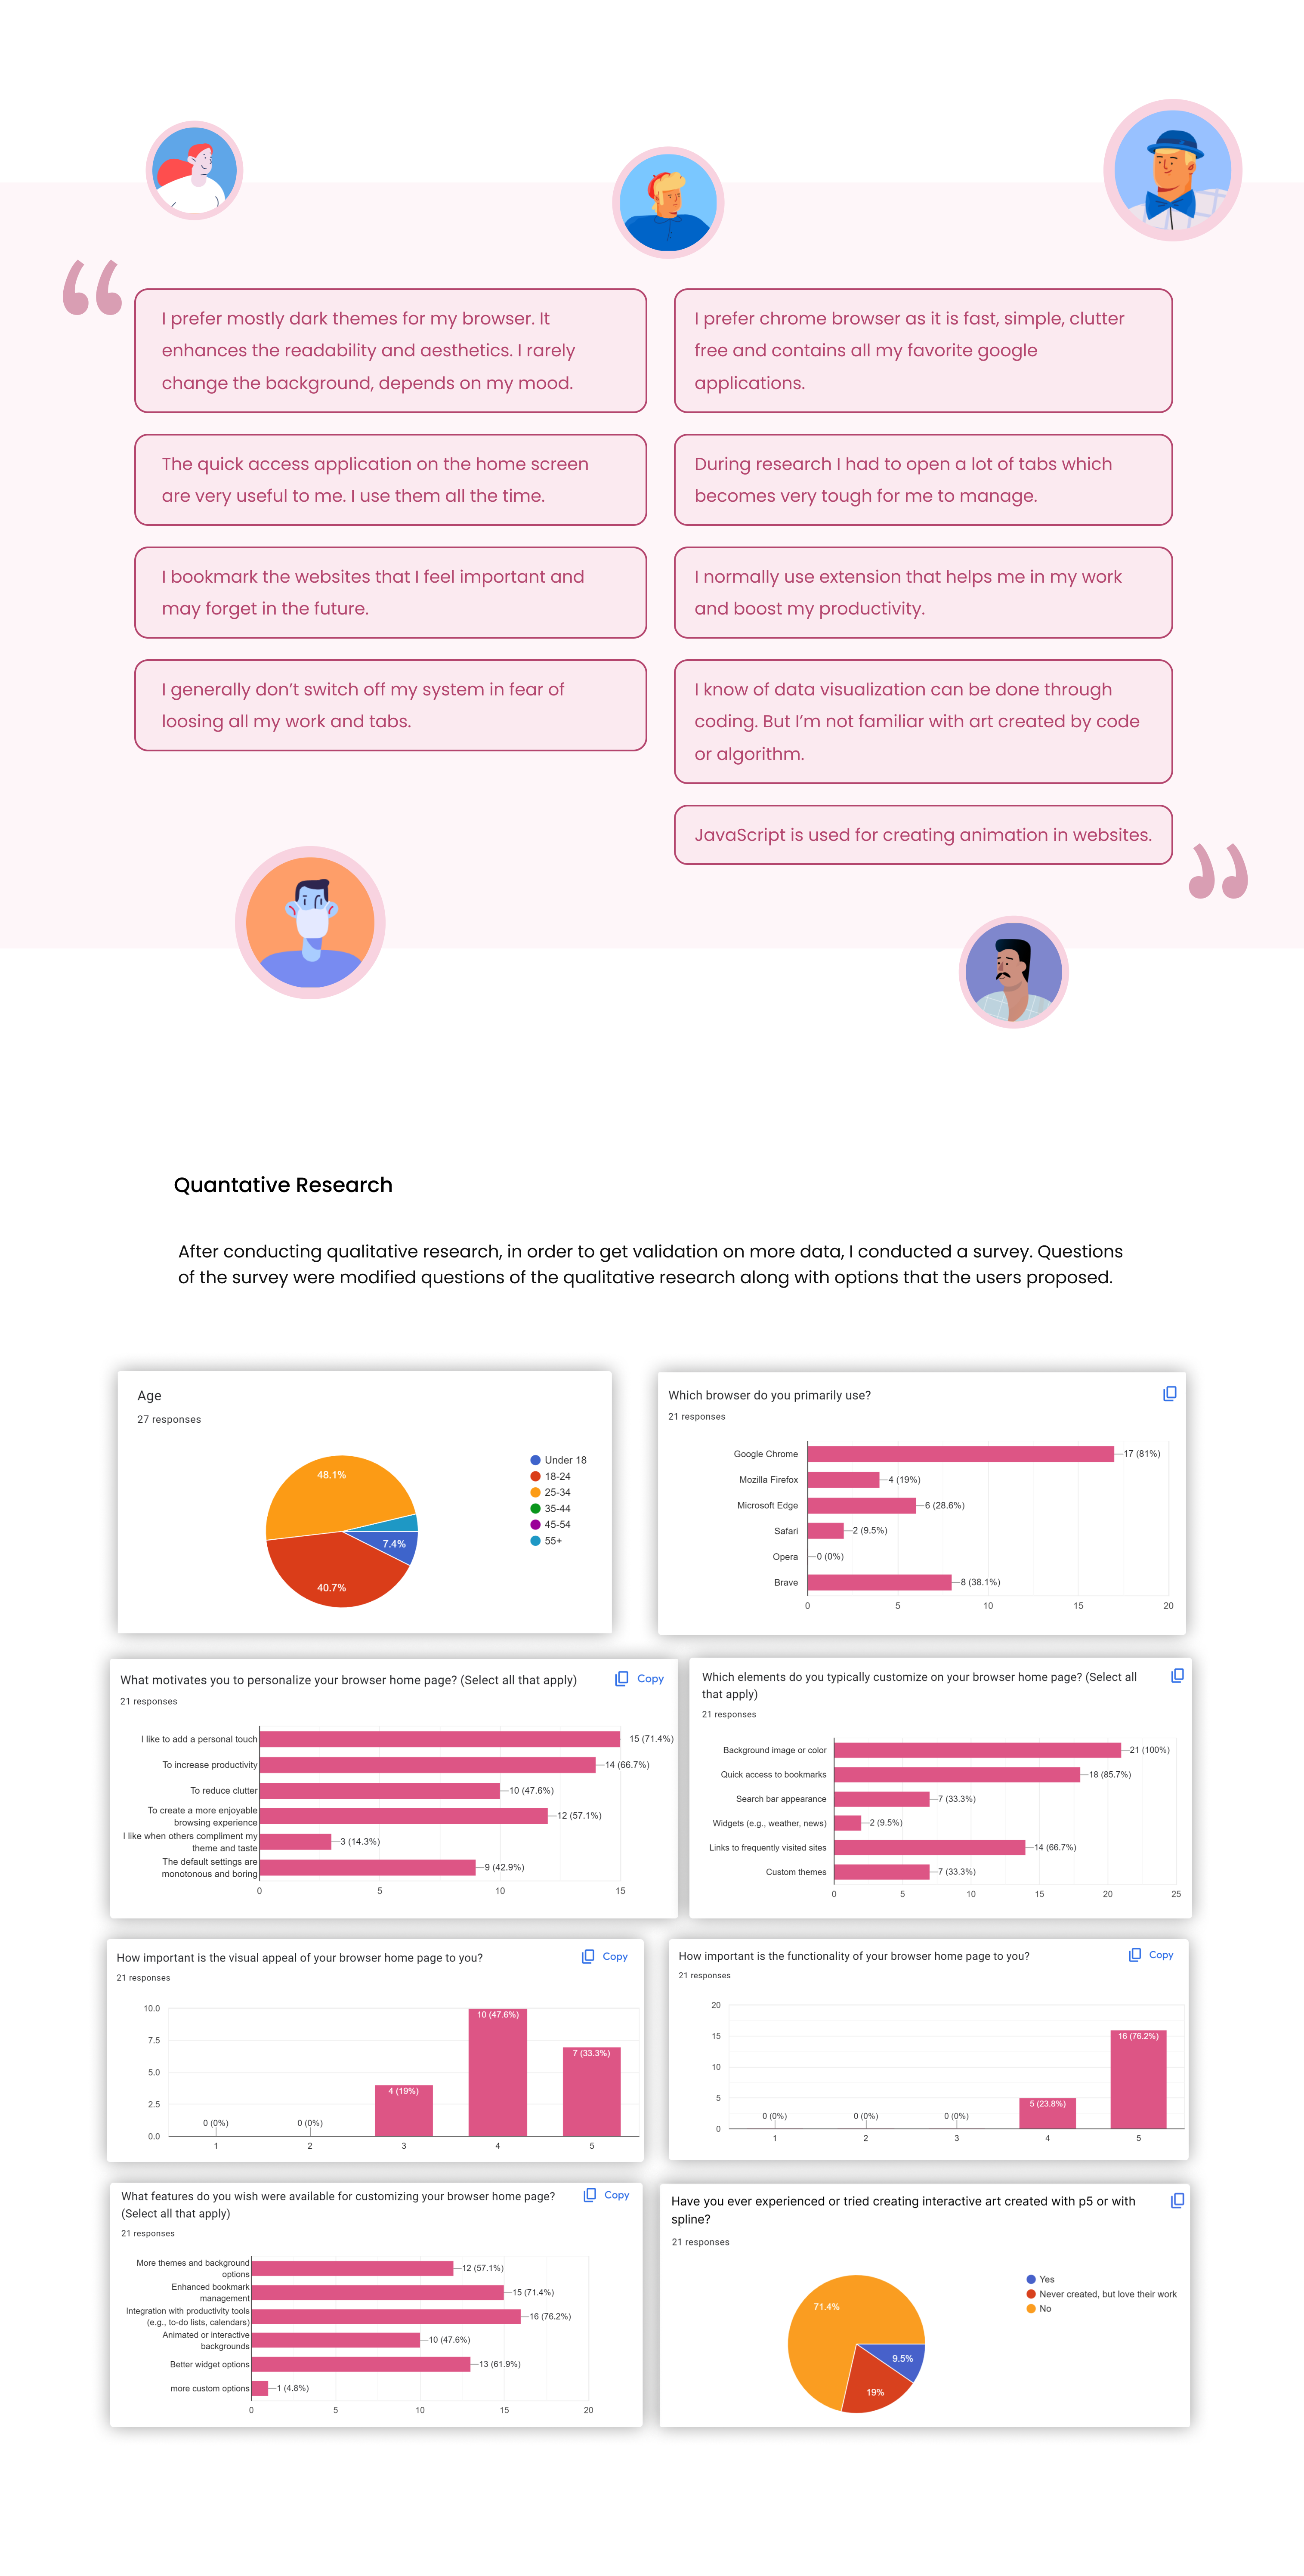 “
I prefer mostly dark themes for my browser. It
enhances the readability and aesthetics. I rarely
change the background, depends on my mood.
The quick access application on the home screen
are very useful to me. I use them all the time.
I bookmark the websites that I feel important and
may forget in the future.
I generally don’t switch off my system in fear of
loosing all my work and tabs.
I prefer chrome browser as it is fast, simple, clutter
free and contains all my favorite google
applications.
During research I had to open a lot of tabs which
becomes very tough for me to manage.
I normally use extension that helps me in my work
and boost my productivity.
I know of data visualization can be done through
coding. But I’m not familiar with art created by code
or algorithm.
JavaScript is used for creating animation in websites.
”
Quantative Research
After conducting qualitative research, in order to get validation on more data, I conducted a survey. Questions
of the survey were modified questions of the qualitative research along with options that the users proposed.
Age
27 responses
48.1%
7.4%
40.7%
Under 18
18-24
25-34
35-44
45-54
55+
Which browser do you primarily use?
21 responses
Google Chrome 17 (81%)
Mozilla Firefox 4 (19%)
Microsoft Edge 6 (28.6%)
Safari 2 (9.5%)
Opera 0 (0%)
Brave 8 (38.1%)
0 5 10 15 20
What motivates you to personalize your browser home page? (Select all that apply)
Copy
21 responses
I like to add a personal touch 15 (71.4%)
To increase productivity 14 (66.7%)
To reduce clutter 10 (47.6%)
To create a more enjoyable
browsing experience 12 (57.1%)
I like when others compliment my
theme and taste 3 (14.3%)
The default settings are
monotonous and boring 9 (42.9%)
0 5 10 15
Which elements do you typically customize on your browser home page? (Select all
that apply)
21 responses
Background image or color 21 (100%)
Quick access to bookmarks 18 (85.7%)
Search bar appearance 7 (33.3%)
Widgets (e.g., weather, news) 2 (9.5%)
Links to frequently visited sites 14 (66.7%)
Custom themes 7 (33.3%)
0 5 10 15 20 25
How important is the visual appeal of your browser home page to you?
Copy
21 responses
10.0
7.5
5.0
2.5
0.0
0 (0%) 0 (0%) 4 (19%) 10 (47.6%) 7 (33.3%)
1 2 3 4 5
How important is the functionality of your browser home page to you?
Copy
21 responses
20
15
10
5
0
0 (0%) 0 (0%) 0 (0%) 5 (23.8%) 16 (76.2%)
1 2 3 4 5
What features do you wish were available for customizing your browser home page?
(Select all that apply)
Copy
21 responses
More themes and background
options 12 (57.1%)
Enhanced bookmark
management 15 (71.4%)
Integration with productivity tools
(e.g., to-do lists, calendars) 16 (76.2%)
Animated or interactive
backgrounds 10 (47.6%)
Better widget options 13 (61.9%)
more custom options 1 (4.8%)
0 5 10 15 20
Have you ever experienced or tried creating interactive art created with p5 or with
spline?
21 responses
71.4%
9.5%
19%
Yes
Never created, but love their work
No